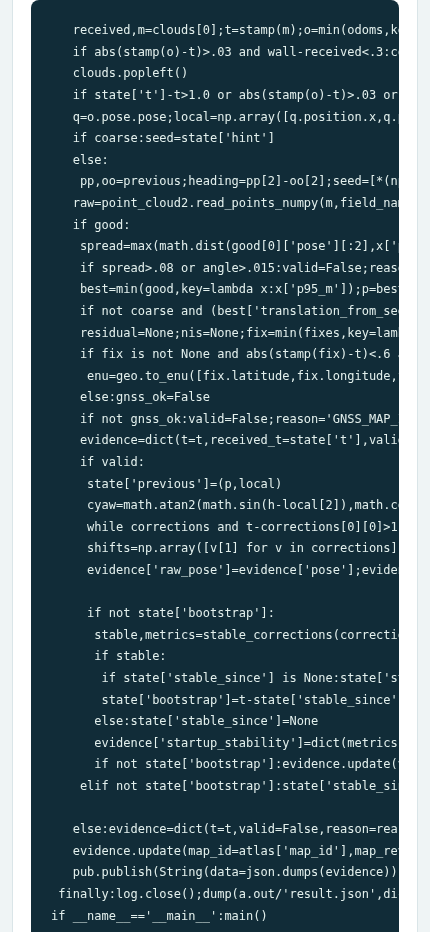 received,m=clouds[0];t=stamp(m);o=min(odoms,k
if abs(stamp(o)-t)>.03 and wall-received<.3:c
clouds.popleft()
if state['t']-t>1.0 or abs(stamp(o)-t)>.03 or
q=o.pose.pose;local=np.array([q.position.x,q.
if coarse:seed=state['hint']
else:
pp,oo=previous;heading=pp[2]-oo[2];seed=[*(n
raw=point_cloud2.read_points_numpy(m,field_na
if good:
spread=max(math.dist(good[0]['pose'][:2],x['
if spread>.08 or angle>.015:valid=False;reas
best=min(good,key=lambda x:x['p95_m']);p=bes
if not coarse and (best['translation_from_se
residual=None;nis=None;fix=min(fixes,key=lam
if fix is not None and abs(stamp(fix)-t)<.6
enu=geo.to_enu([fix.latitude,fix.longitude,
else:gnss_ok=False
if not gnss_ok:valid=False;reason='GNSS_MAP_
evidence=dict(t=t,received_t=state['t'],vali
if valid:
state['previous']=(p,local)
cyaw=math.atan2(math.sin(h-local[2]),math.c
while corrections and t-corrections[0][0]>1
shifts=np.array([v[1] for v in corrections]
evidence['raw_pose']=evidence['pose'];evide
if not state['bootstrap']:
stable,metrics=stable_corrections(correcti
if stable:
if state['stable_since'] is None:state['s
state['bootstrap']=t-state['stable_since'
else:state['stable_since']=None
evidence['startup_stability']=dict(metrics
if not state['bootstrap']:evidence.update(
elif not state['bootstrap']:state['stable_si
else:evidence=dict(t=t,valid=False,reason=rea
evidence.update(map_id=atlas['map_id'],map_re
pub.publish(String(data=json.dumps(evidence))
finally:log.close();dump(a.out/'result.json',di
if __name__=='__main__':main()